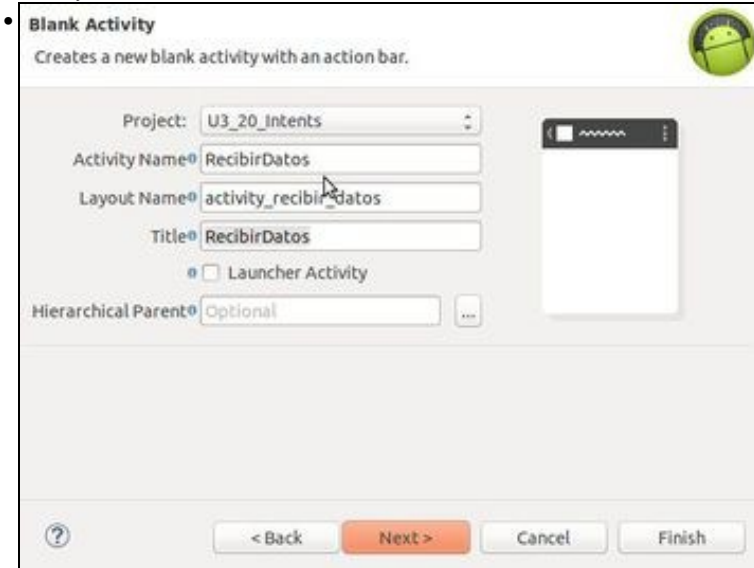 Blank Activity
Creates a new blank activity with an action bar.
Project: U3_20_Intents
Activity Name RecibirDatos
Layout Name activity_recibir_datos
Title RecibirDatos
Launcher Activity
Hierarchical Parent Optional ...
? < Back Next > Cancel Finish